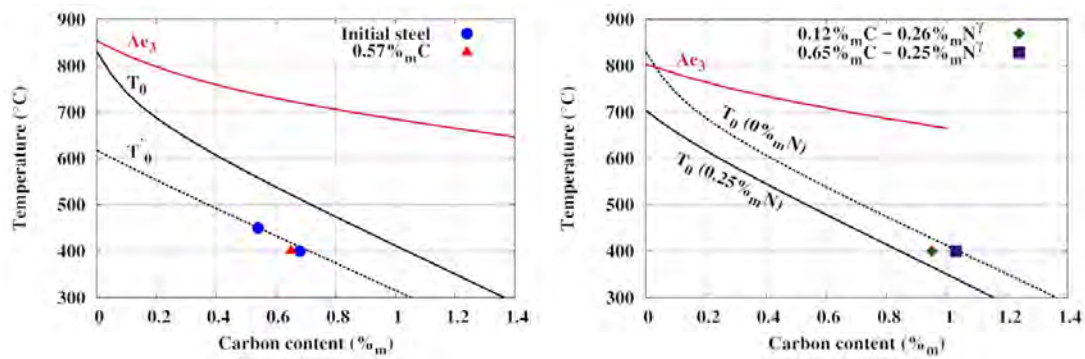 900
800
700
600
500
400
300
Temperature (°C)
Ae3
T0
T'0
Initial steel
0.57%mC
0 0.2 0.4 0.6 0.8 1 1.2 1.4
Carbon content (%m)
900
800
700
600
500
400
300
Temperature (°C)
0.12%mC − 0.26%mNγ
0.65%mC − 0.25%mNγ
Ae3
T0 (0%mN)
T0 (0.25%mN)
0 0.2 0.4 0.6 0.8 1 1.2 1.4
Carbon content (%m)